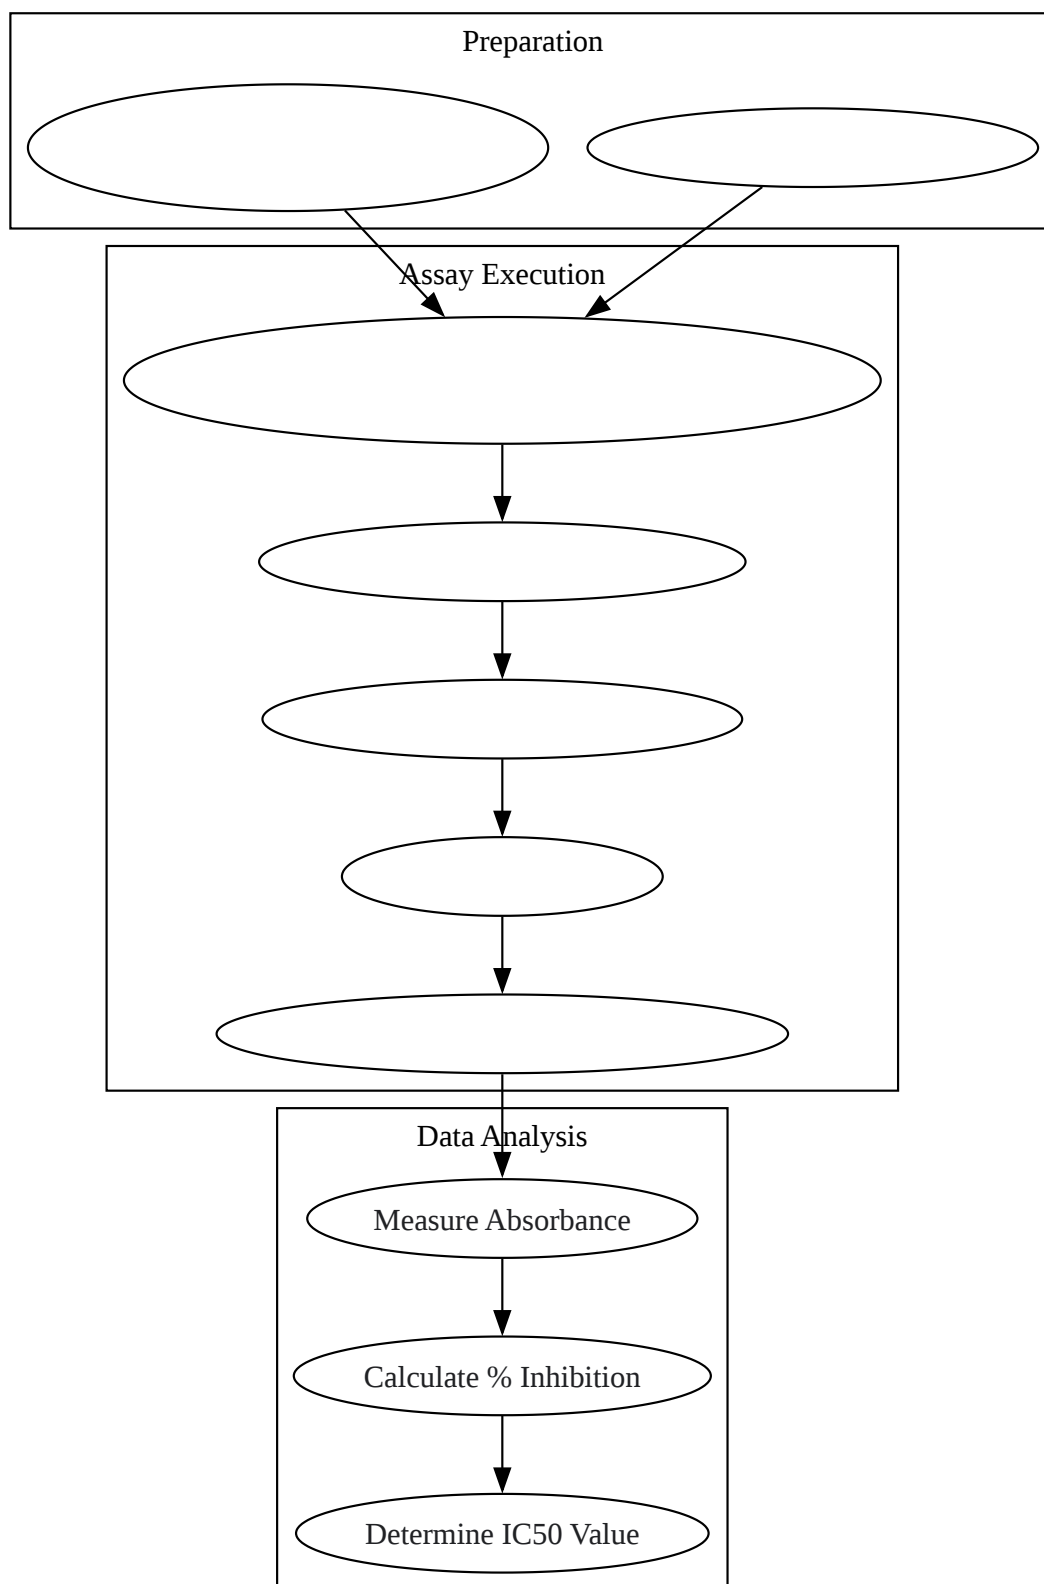 Preparation
Assay Execution
Data Analysis
Measure Absorbance
Calculate % Inhibition
Determine IC50 Value